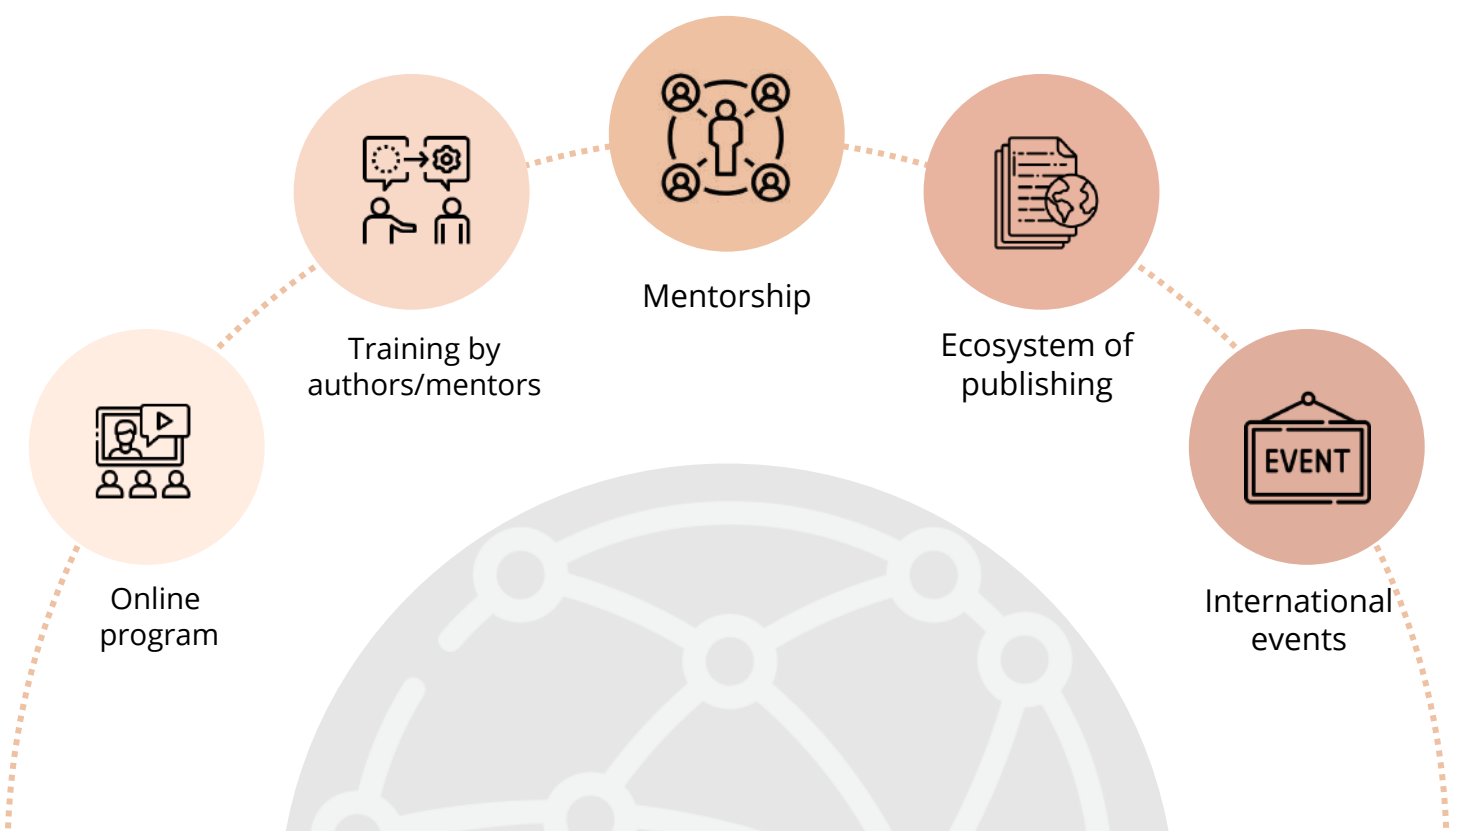 Mentorship
Training by
authors/mentors
Ecosystem of
publishing
EVENT
Online
program
International
events